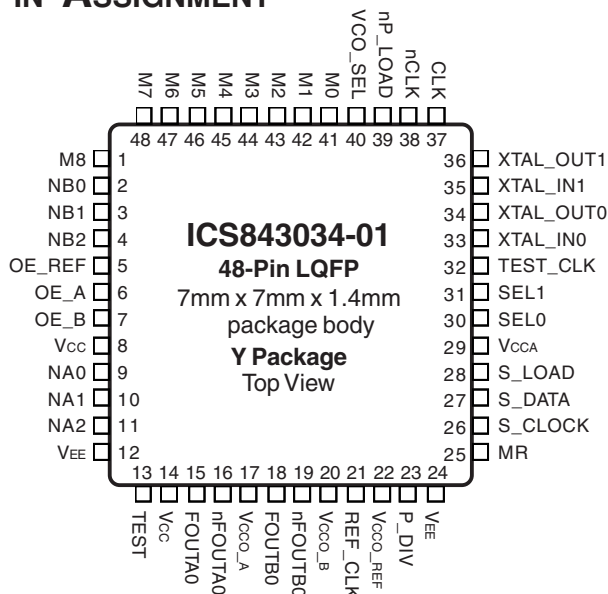 IN ASSIGNMENT
M7 M6 M5 M4 M3 M2 M1 M0 VCO_SEL nP_LOAD nCLK CLK
48 47 46 45 44 43 42 41 40 39 38 37
M8 1
NB0 2
NB1 3
NB2 4
OE_REF 5
OE_A 6
OE_B 7
VCC 8
NA0 9
NA1 10
NA2 11
VEE 12
ICS843034-01
48-Pin LQFP
7mm x 7mm x 1.4mm
package body
Y Package
Top View
36 XTAL_OUT1
35 XTAL_IN1
34 XTAL_OUT0
33 XTAL_IN0
32 TEST_CLK
31 SEL1
30 SEL0
29 VCCA
28 S_LOAD
27 S_DATA
26 S_CLOCK
25 MR
13 14 15 16 17 18 19 20 21 22 23 24
TEST VCC FOUTA0 nFOUTA0 VCCO_A FOUTB0 nFOUTB0 VCCO_B REF_CLK VCCO_REF P_DIV VEE